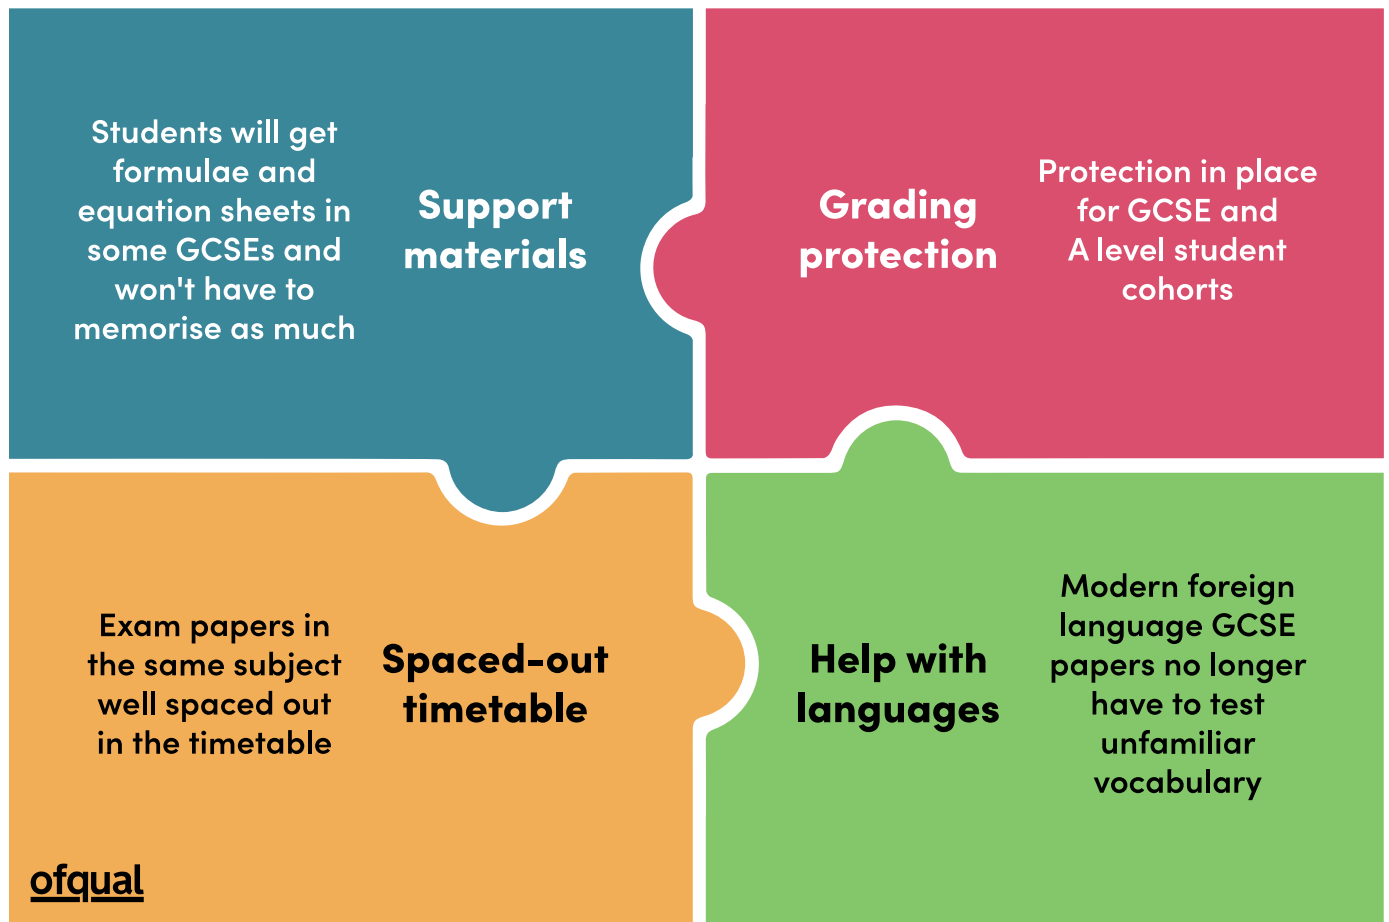 Students will get
formulae and
equation sheets in
some GCSEs and
won't have to
memorise as much
Support
materials
Grading
protection
Protection in place
for GCSE and
A level student
cohorts
Exam papers in
the same subject
well spaced out
in the timetable
Spaced-out
timetable
Help with
languages
Modern foreign
language GCSE
papers no longer
have to test
unfamiliar
vocabulary
ofqual